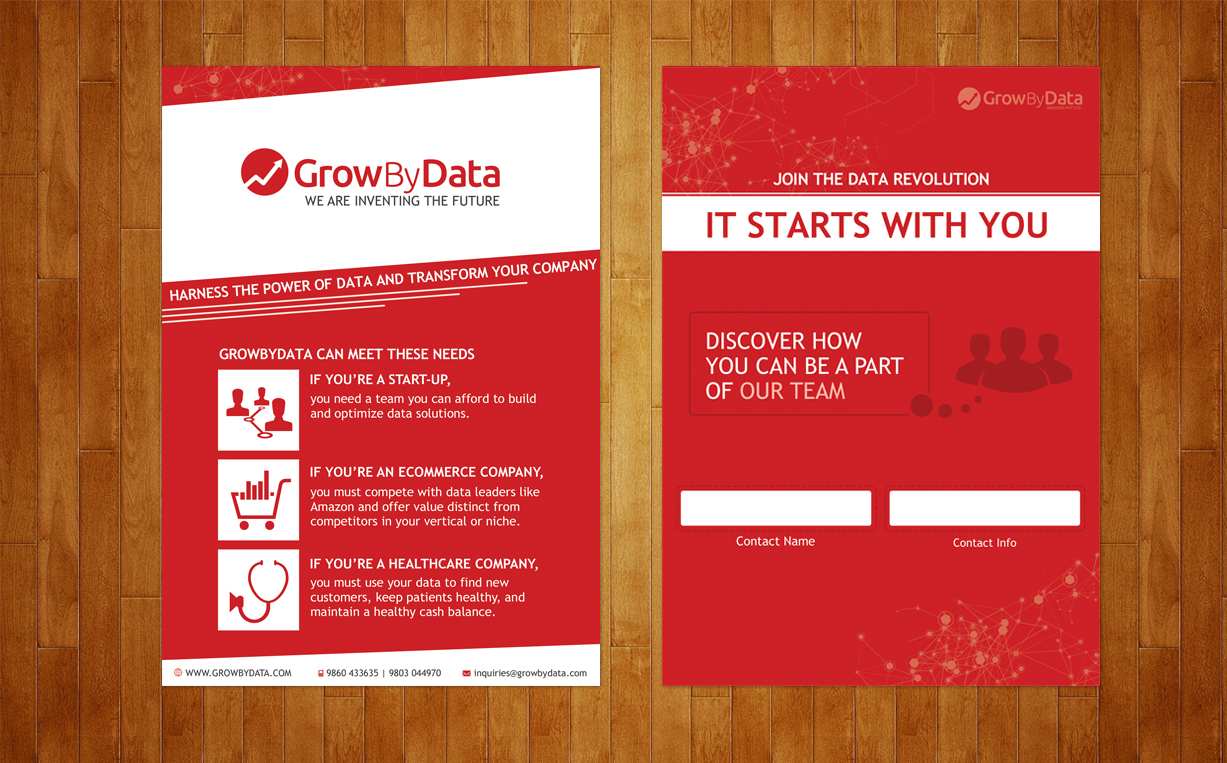 GrowByData
WE ARE INVENTING THE FUTURE
HARNESS THE POWER OF DATA AND TRANSFORM YOUR COMPANY
GROWBYDATA CAN MEET THESE NEEDS
IF YOU'RE A START-UP,
you need a team you can afford to build
and optimize data solutions.
IF YOU'RE AN ECOMMERCE COMPANY,
you must compete with data leaders like
Amazon and offer value distinct from
competitors in your vertical or niche.
IF YOU'RE A HEALTHCARE COMPANY,
you must use your data to find new
customers, keep patients healthy, and
maintain a healthy cash balance.
WWW.GROWBYDATA.COM 9860 433635 | 9803 044970 inquiries@growbydata.com
GrowByData
SERVICES PVT LTD
JOIN THE DATA REVOLUTION
IT STARTS WITH YOU
DISCOVER HOW
YOU CAN BE A PART
OF OUR TEAM
Contact Name Contact Info